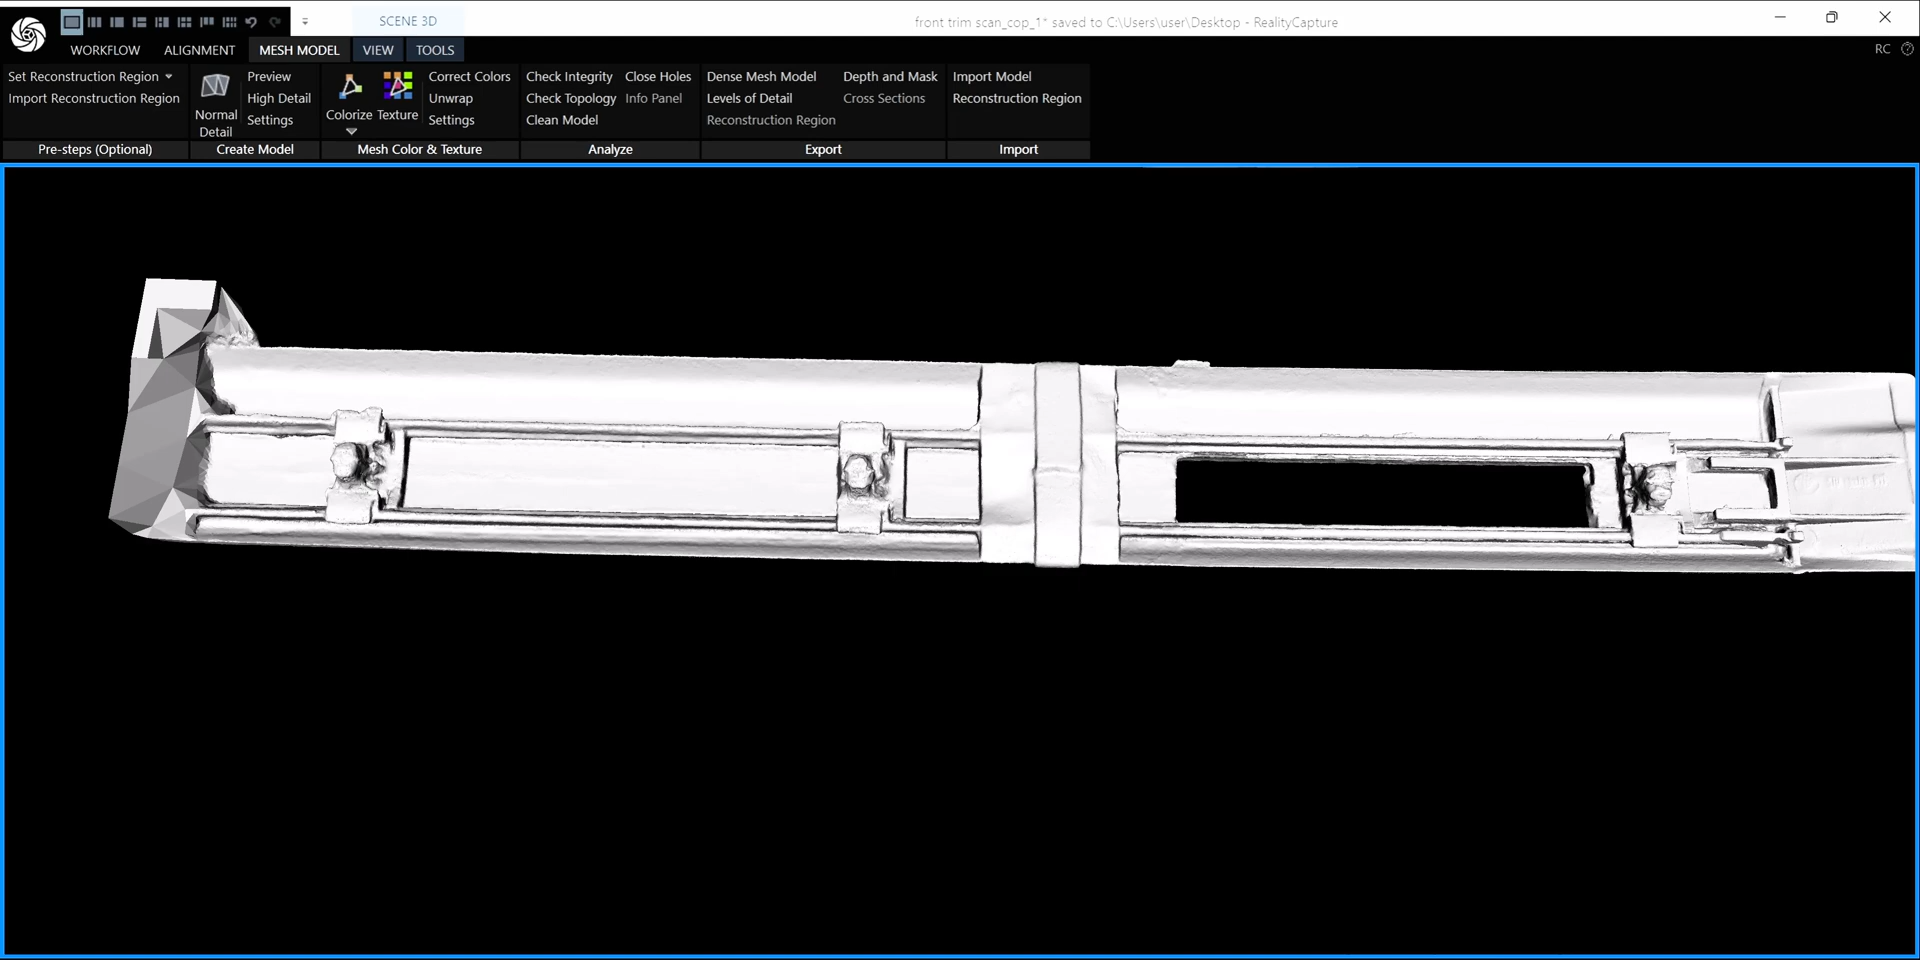 SCENE 3D
front trim scan_cop_1* saved to C:\Users\user\Desktop - RealityCapture
WORKFLOW ALIGNMENT MESH MODEL VIEW TOOLS
RC
Set Reconstruction Region
Import Reconstruction Region
Pre-steps (Optional)
Normal
Detail
Preview
High Detail
Settings
Create Model
Colorize
Texture
Correct Colors
Unwrap
Settings
Mesh Color & Texture
Check Integrity
Check Topology
Clean Model
Close Holes
Info Panel
Analyze
Dense Mesh Model
Levels of Detail
Reconstruction Region
Depth and Mask
Cross Sections
Export
Import Model
Reconstruction Region
Import